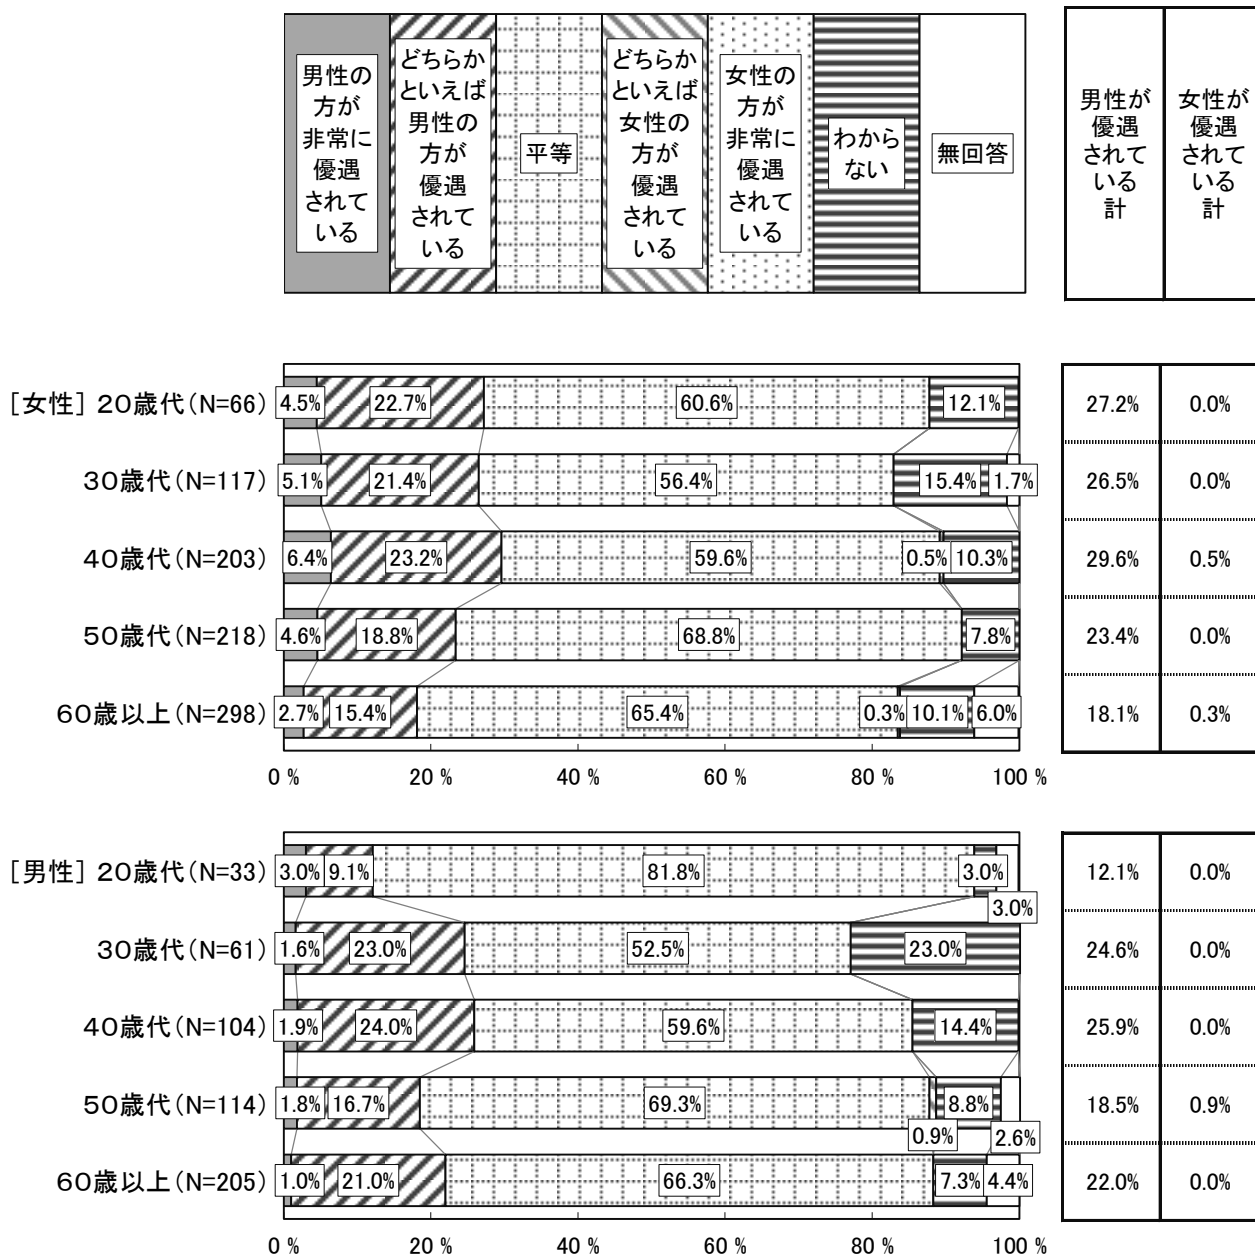 男性の
方が
非常に
優遇
されて
いる
どちらか
といえば
男性の
方が
優遇
されて
いる
平等
どちらか
といえば
女性の
方が
優遇
されて
いる
女性の
方が
非常に
優遇
されて
いる
わから
ない
無回答
男性が
優遇
されて
いる
計
女性が
優遇
されて
いる
計
［女性］ 20歳代（N=66） 4.5% 22.7% 60.6% 12.1% 27.2% 0.0%
30歳代（N=117） 5.1% 21.4% 56.4% 15.4% 1.7% 26.5% 0.0%
40歳代（N=203） 6.4% 23.2% 59.6% 0.5% 10.3% 29.6% 0.5%
50歳代（N=218） 4.6% 18.8% 68.8% 7.8% 23.4% 0.0%
60歳以上（N=298） 2.7% 15.4% 65.4% 0.3% 10.1% 6.0% 18.1% 0.3%
0% 20% 40% 60% 80% 100%
［男性］ 20歳代（N=33） 3.0% 9.1% 81.8% 3.0% 3.0% 12.1% 0.0%
30歳代（N=61） 1.6% 23.0% 52.5% 23.0% 24.6% 0.0%
40歳代（N=104） 1.9% 24.0% 59.6% 14.4% 25.9% 0.0%
50歳代（N=114） 1.8% 16.7% 69.3% 0.9% 8.8% 2.6% 18.5% 0.9%
60歳以上（N=205） 1.0% 21.0% 66.3% 7.3% 4.4% 22.0% 0.0%
0% 20% 40% 60% 80% 100%